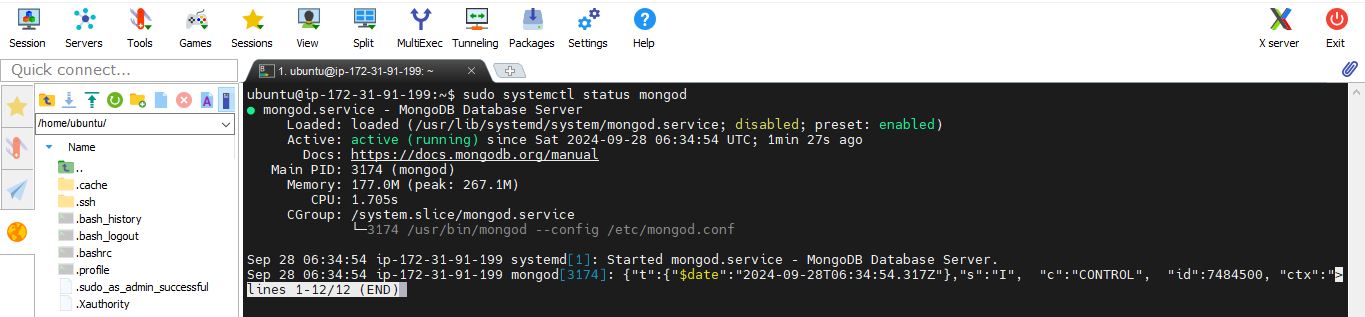 Session Servers Tools Games Sessions View Split MultiExec Tunneling Packages Settings Help X server Exit
Quick connect...
1. ubuntu@ip-172-31-91-199: ~
/home/ubuntu/
Name
..
.cache
.ssh
.bash_history
.bash_logout
.bashrc
.profile
.sudo_as_admin_successful
.Xauthority
ubuntu@ip-172-31-91-199:~$ sudo systemctl status mongod
● mongod.service - MongoDB Database Server
Loaded: loaded (/usr/lib/systemd/system/mongod.service; disabled; preset: enabled)
Active: active (running) since Sat 2024-09-28 06:34:54 UTC; 1min 27s ago
Docs: https://docs.mongodb.org/manual
Main PID: 3174 (mongod)
Memory: 177.0M (peak: 267.1M)
CPU: 1.705s
CGroup: /system.slice/mongod.service
└─3174 /usr/bin/mongod --config /etc/mongod.conf
Sep 28 06:34:54 ip-172-31-91-199 systemd[1]: Started mongod.service - MongoDB Database Server.
Sep 28 06:34:54 ip-172-31-91-199 mongod[3174]: {"t":{"$date":"2024-09-28T06:34:54.317Z"},"s":"I",  "c":"CONTROL",  "id":7484500, "ctx":">
lines 1-12/12 (END)